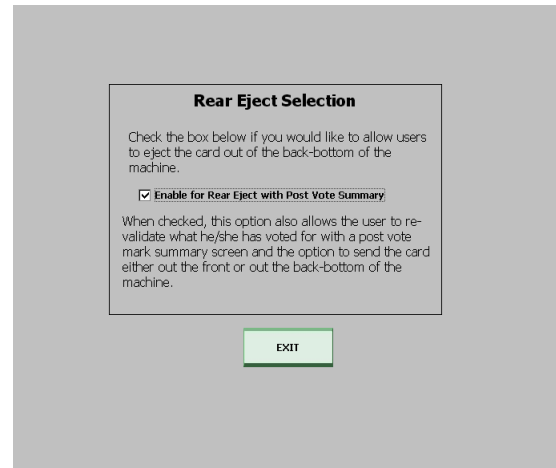 Rear Eject Selection
Check the box below if you would like to allow users
to eject the card out of the back-bottom of the
machine.
Enable for Rear Eject with Post Vote Summary
When checked, this option also allows the user to re-
validate what he/she has voted for with a post vote
mark summary screen and the option to send the card
either out the front or out the back-bottom of the
machine.
EXIT